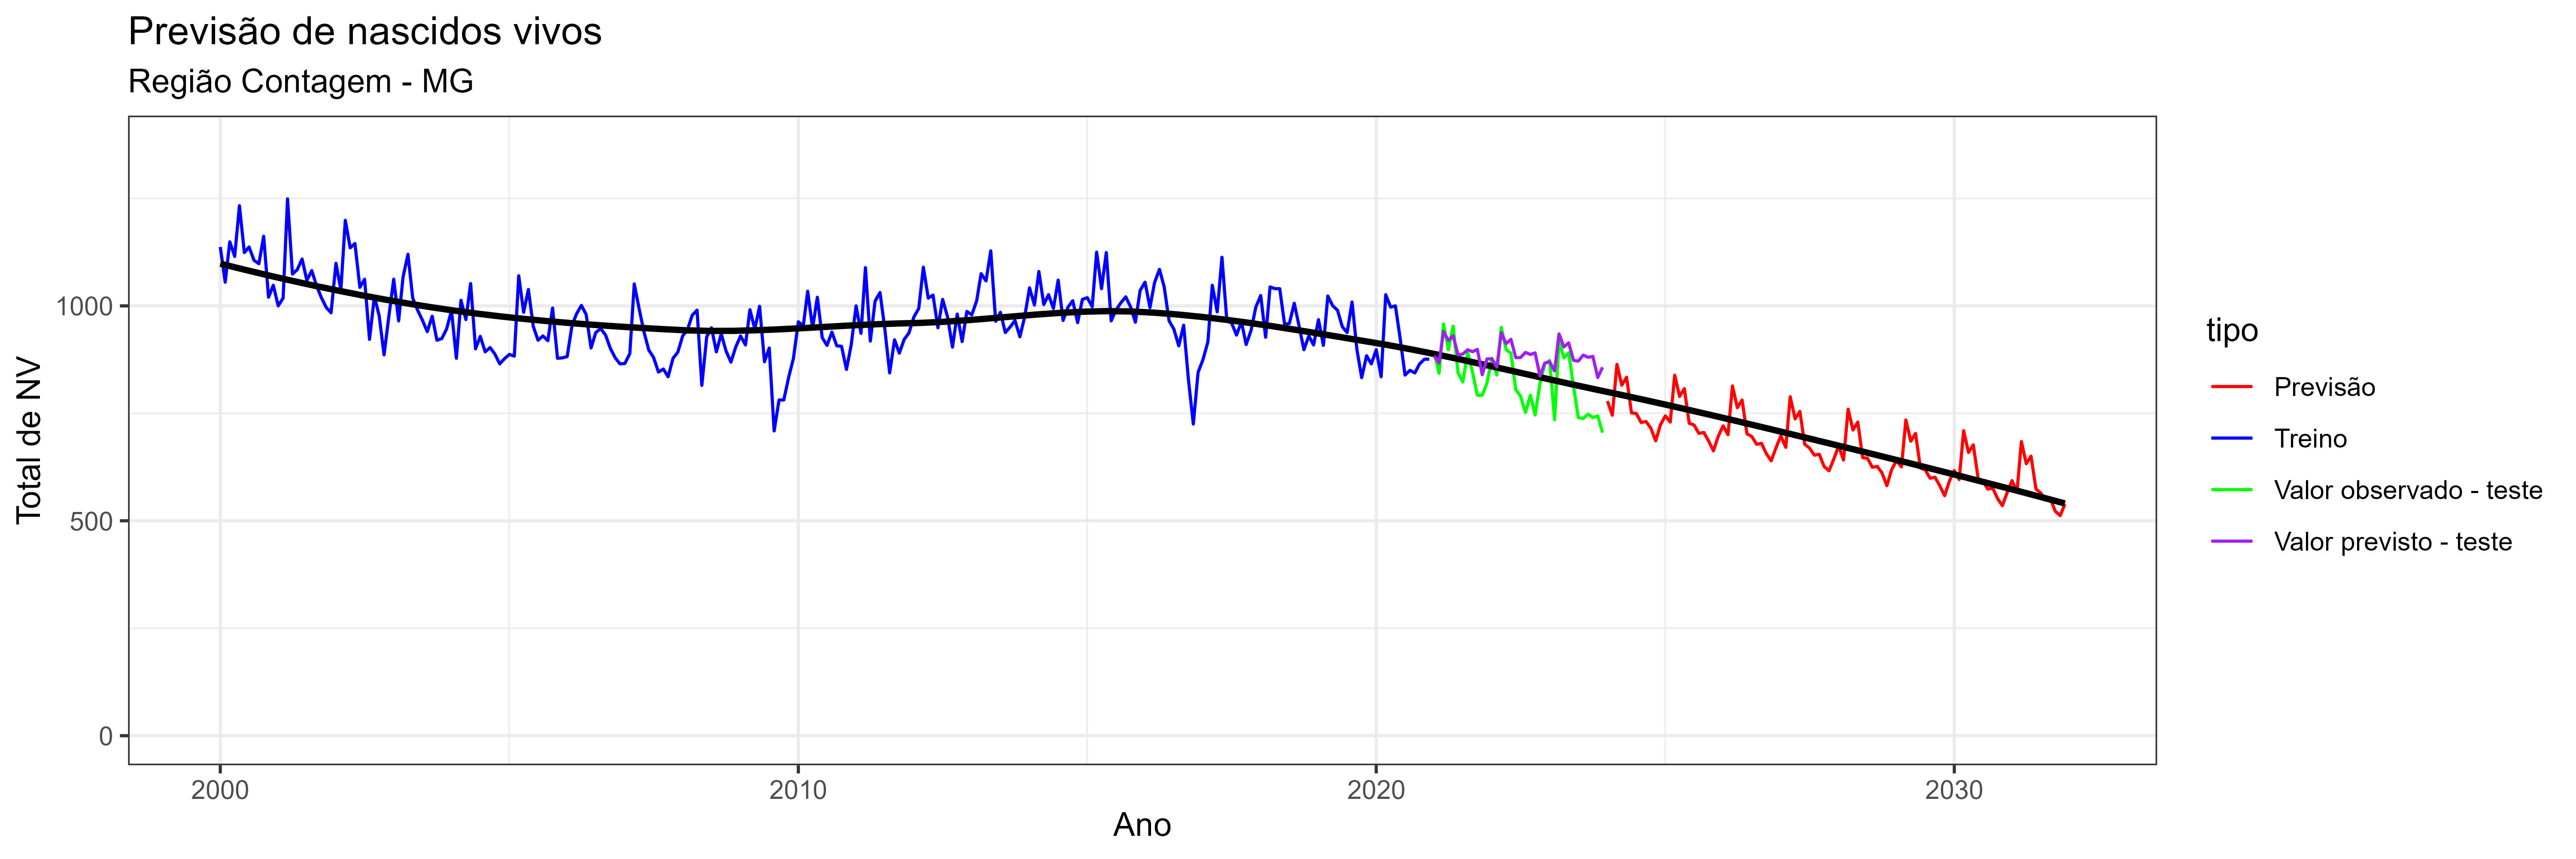 Previsão de nascidos vivos
Região Contagem - MG
Total de NV
1000
500
0
2000
2010
2020
2030
Ano
tipo
Previsão
Treino
Valor observado - teste
Valor previsto - teste